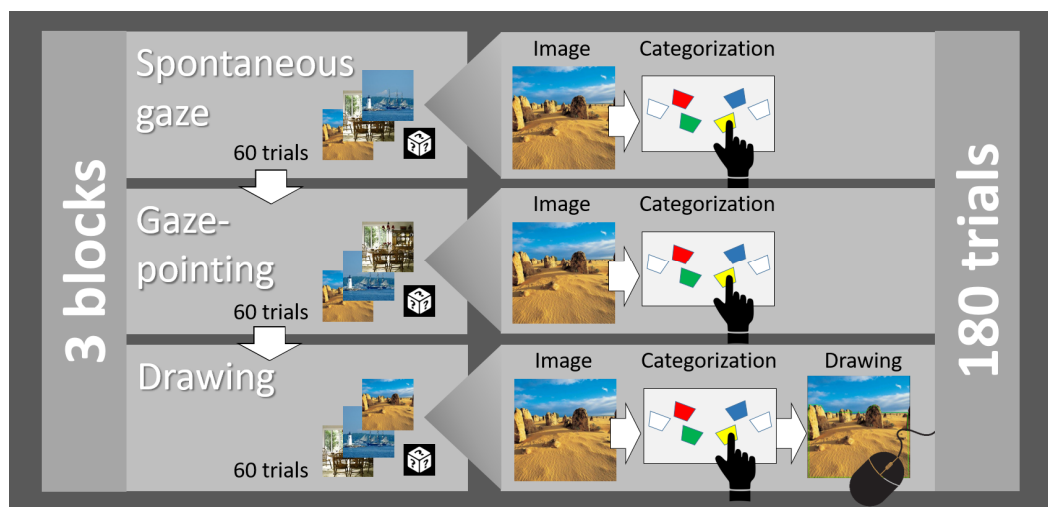 3 blocks
Spontaneous
gaze
60 trials
? ? ?
Image
Categorization
Gaze-
pointing
60 trials
? ? ?
Image
Categorization
Drawing
60 trials
? ? ?
Image
Categorization
Drawing
180 trials